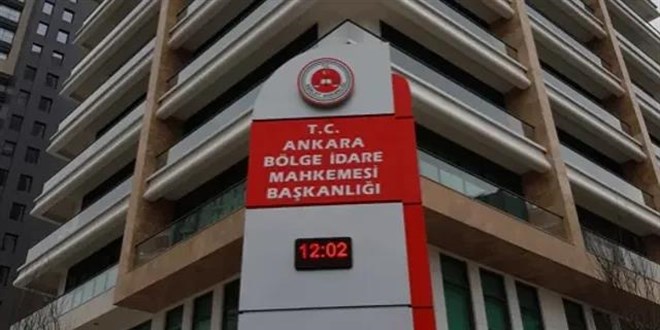 T.C.
ANKARA
BÖLGE İDARE
MAHKEMESİ
BAŞKANLIĞI
12:02